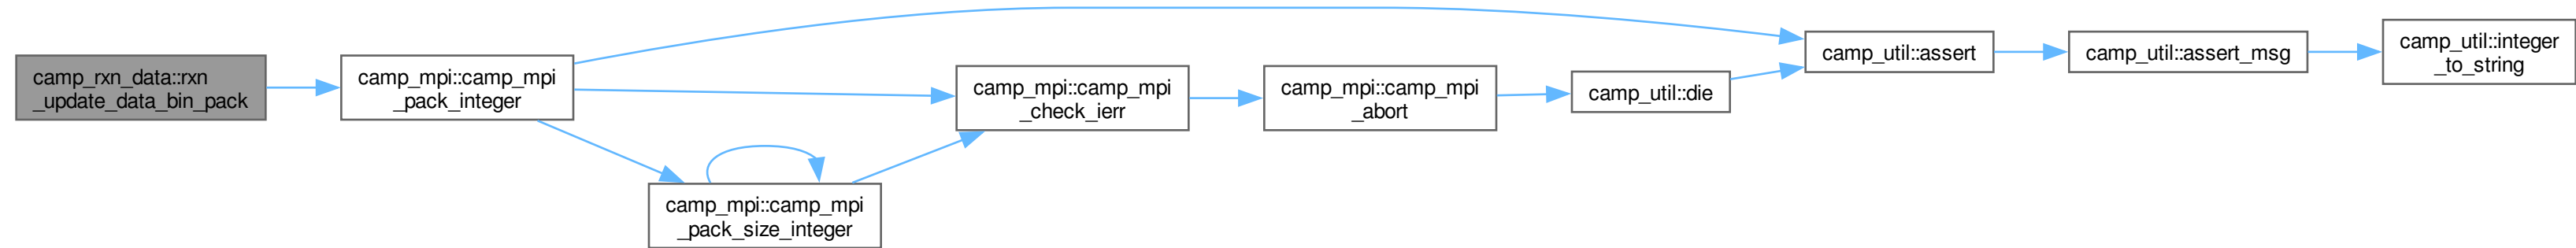 camp_rxn_data::rxn
_update_data_bin_pack
camp_mpi::camp_mpi
_pack_integer
camp_mpi::camp_mpi
_pack_size_integer
camp_mpi::camp_mpi
_check_ierr
camp_mpi::camp_mpi
_abort
camp_util::die
camp_util::assert
camp_util::assert_msg
camp_util::integer
_to_string